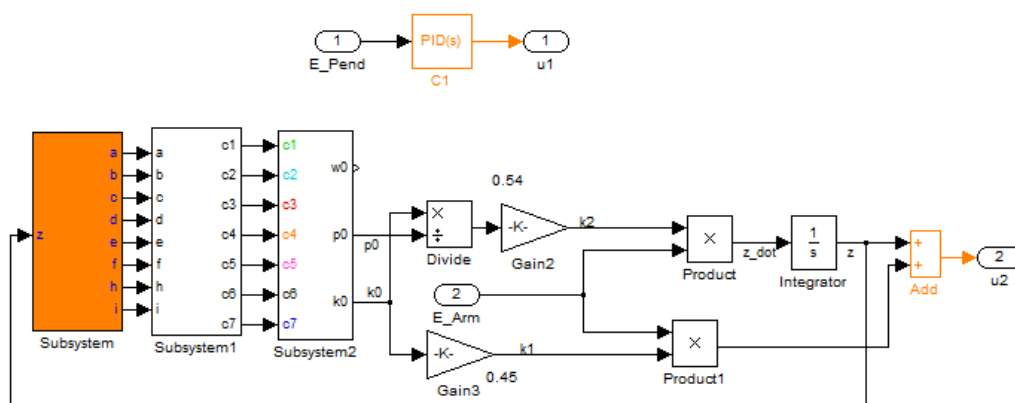 1
PID(s)
1
E_Pend
u1
C1
z
a
b
c
d
e
f
h
i
Subsystem
a
b
c
d
e
f
h
i
c1
c2
c3
c4
c5
c6
c7
Subsystem1
c1
c2
c3
c4
c5
c6
c7
w0
p0
k0
Subsystem2
p0
k0
×
÷
Divide
0.54
-K-
Gain2
k2
2
E_Arm
-K-
Gain3
0.45
k1
×
Product
z_dot
×
Product1
1
s
Integrator
z
+
+
Add
2
u2